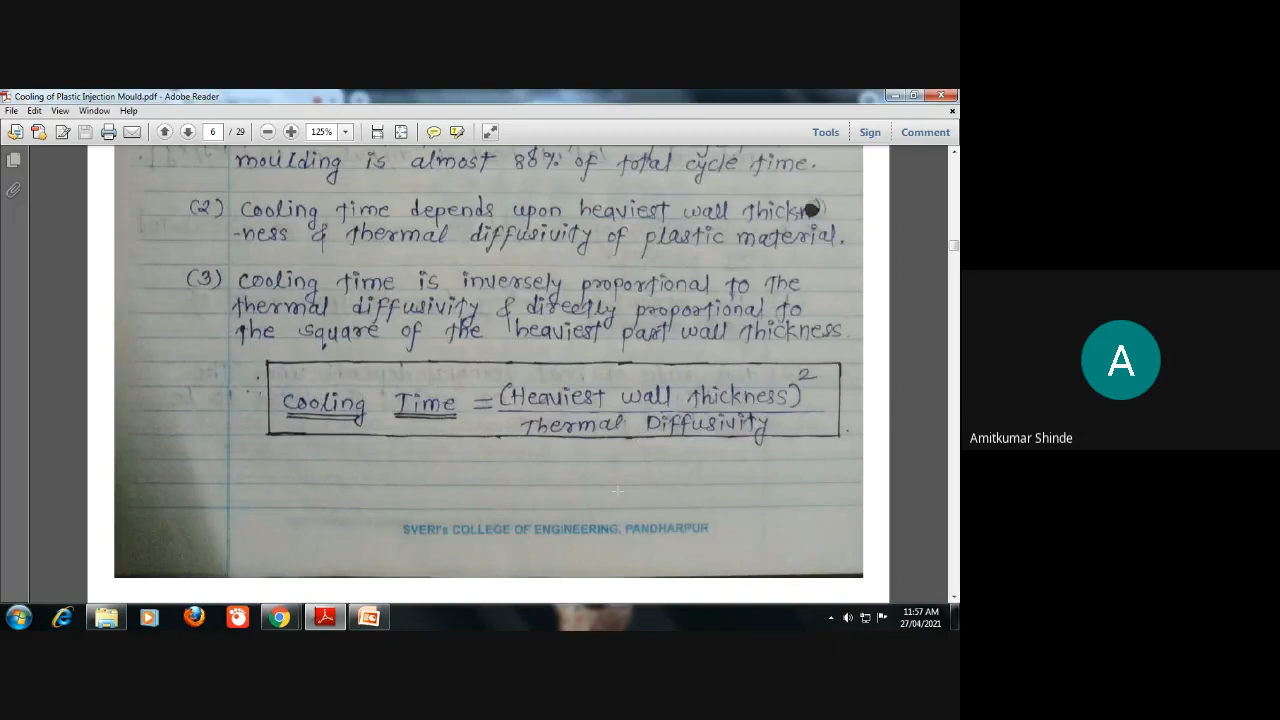 Cooling of Plastic Injection Mould.pdf - Adobe Reader
File Edit View Window Help
6 / 29 125% Tools Sign Comment
moulding is almost 88% of total cycle time.
(2) Cooling time depends upon heaviest wall thick
-ness & thermal diffusivity of plastic material.
(3) Cooling time is inversely proportional to the
thermal diffusivity & directly proportional to
the square of the heaviest part wall thickness.
∴ Cooling Time = (Heaviest wall thickness)²
Thermal Diffusivity
SVERI's COLLEGE OF ENGINEERING, PANDHARPUR
A
Amitkumar Shinde
11:57 AM
27/04/2021